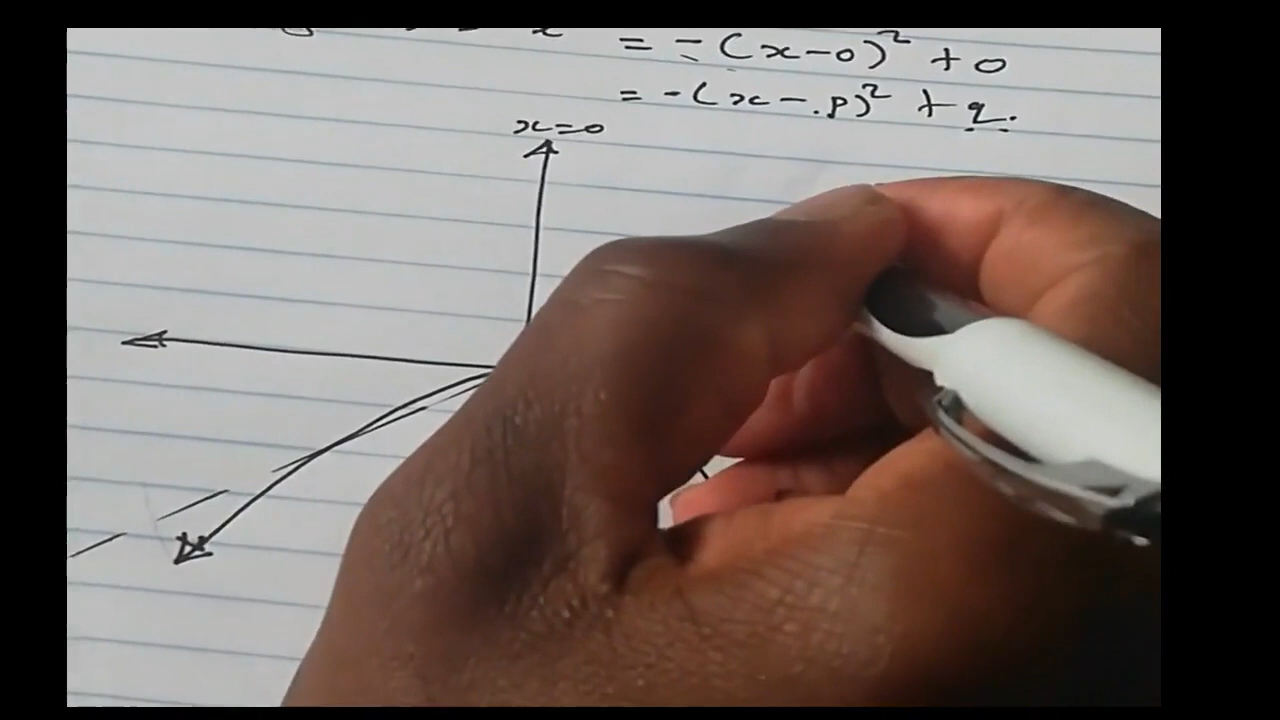 = -(x-0)² + 0
= -(x-p)² + q.
x=0